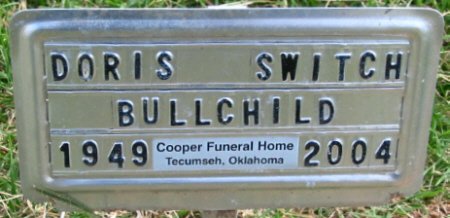 DORIS SWITCH
BULLCHILD
1949 Cooper Funeral Home 2004
Tecumseh, Oklahoma